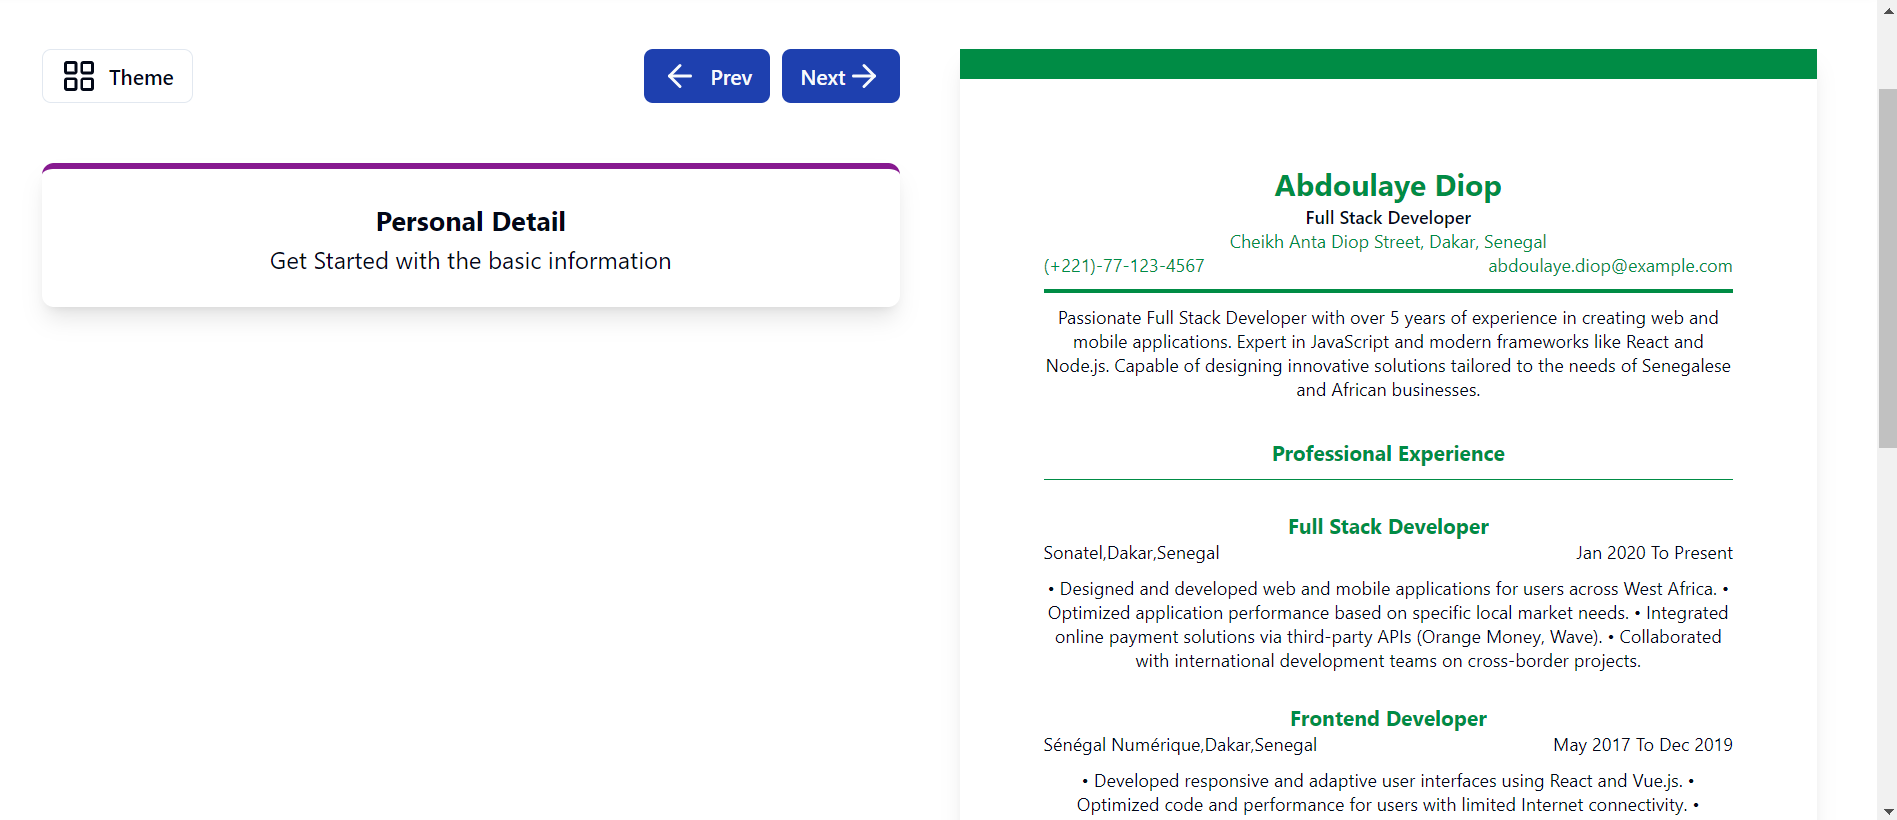 Theme
Prev
Next
Personal Detail
Get Started with the basic information
Abdoulaye Diop
Full Stack Developer
Cheikh Anta Diop Street, Dakar, Senegal
(+221)-77-123-4567
abdoulaye.diop@example.com
Passionate Full Stack Developer with over 5 years of experience in creating web and
mobile applications. Expert in JavaScript and modern frameworks like React and
Node.js. Capable of designing innovative solutions tailored to the needs of Senegalese
and African businesses.
Professional Experience
Full Stack Developer
Sonatel,Dakar,Senegal
Jan 2020 To Present
• Designed and developed web and mobile applications for users across West Africa. •
Optimized application performance based on specific local market needs. • Integrated
online payment solutions via third-party APIs (Orange Money, Wave). • Collaborated
with international development teams on cross-border projects.
Frontend Developer
Sénégal Numérique,Dakar,Senegal
May 2017 To Dec 2019
• Developed responsive and adaptive user interfaces using React and Vue.js. •
Optimized code and performance for users with limited Internet connectivity. •